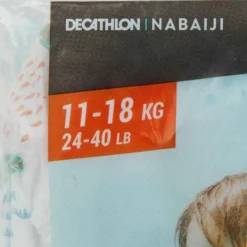 DECATHLON | NABAIJI
11-18 KG
24-40 LB